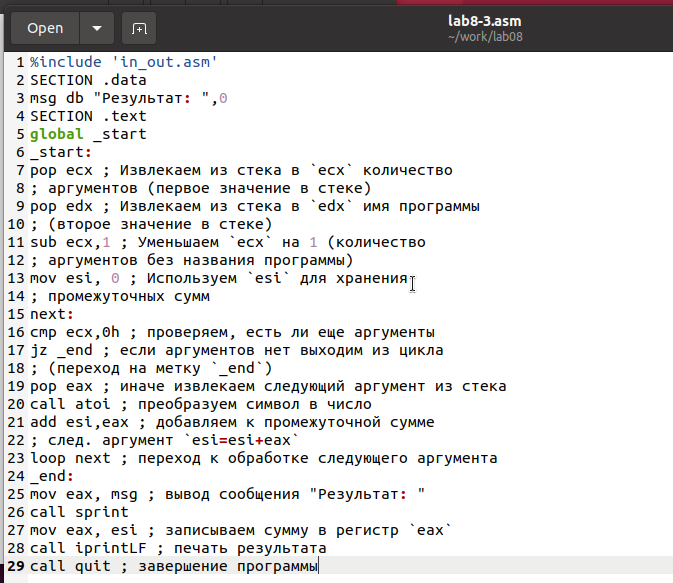 Open
lab8-3.asm
~/work/lab08
1 %include 'in_out.asm'
2 SECTION .data
3 msg db "Результат: ",0
4 SECTION .text
5 global _start
6 _start:
7 pop ecx ; Извлекаем из стека в `ecx` количество
8 ; аргументов (первое значение в стеке)
9 pop edx ; Извлекаем из стека в `edx` имя программы
10 ; (второе значение в стеке)
11 sub ecx,1 ; Уменьшаем `ecx` на 1 (количество
12 ; аргументов без названия программы)
13 mov esi, 0 ; Используем `esi` для хранения
14 ; промежуточных сумм
15 next:
16 cmp ecx,0h ; проверяем, есть ли еще аргументы
17 jz _end ; если аргументов нет выходим из цикла
18 ; (переход на метку `_end`)
19 pop eax ; иначе извлекаем следующий аргумент из стека
20 call atoi ; преобразуем символ в число
21 add esi,eax ; добавляем к промежуточной сумме
22 ; след. аргумент `esi=esi+eax`
23 loop next ; переход к обработке следующего аргумента
24 _end:
25 mov eax, msg ; вывод сообщения "Результат: "
26 call sprint
27 mov eax, esi ; записываем сумму в регистр `eax`
28 call iprintLF ; печать результата
29 call quit ; завершение программы